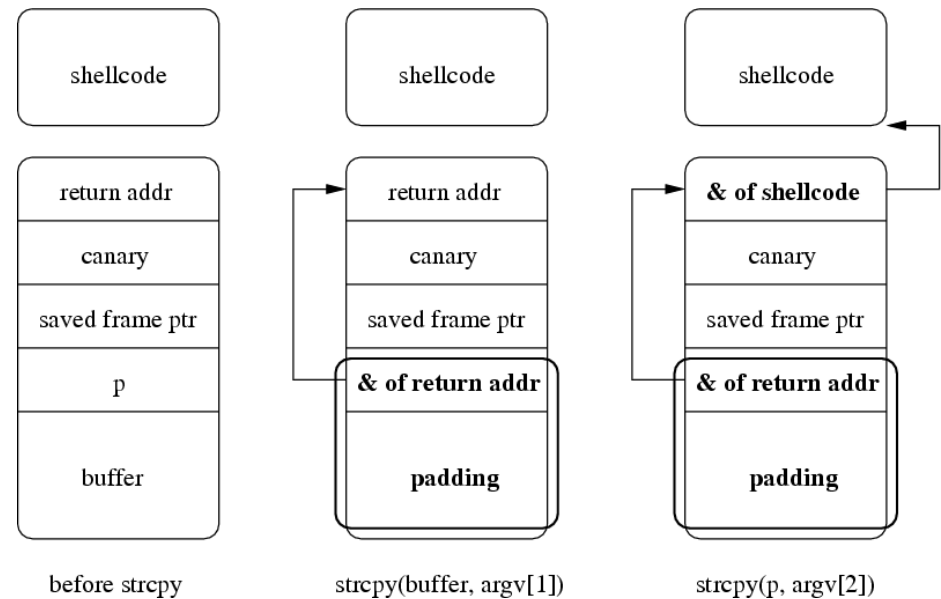 shellcode
return addr
canary
saved frame ptr
p
buffer
before strcpy
shellcode
return addr
canary
saved frame ptr
& of return addr
padding
strcpy(buffer, argv[1])
shellcode
& of shellcode
canary
saved frame ptr
& of return addr
padding
strcpy(p, argv[2])